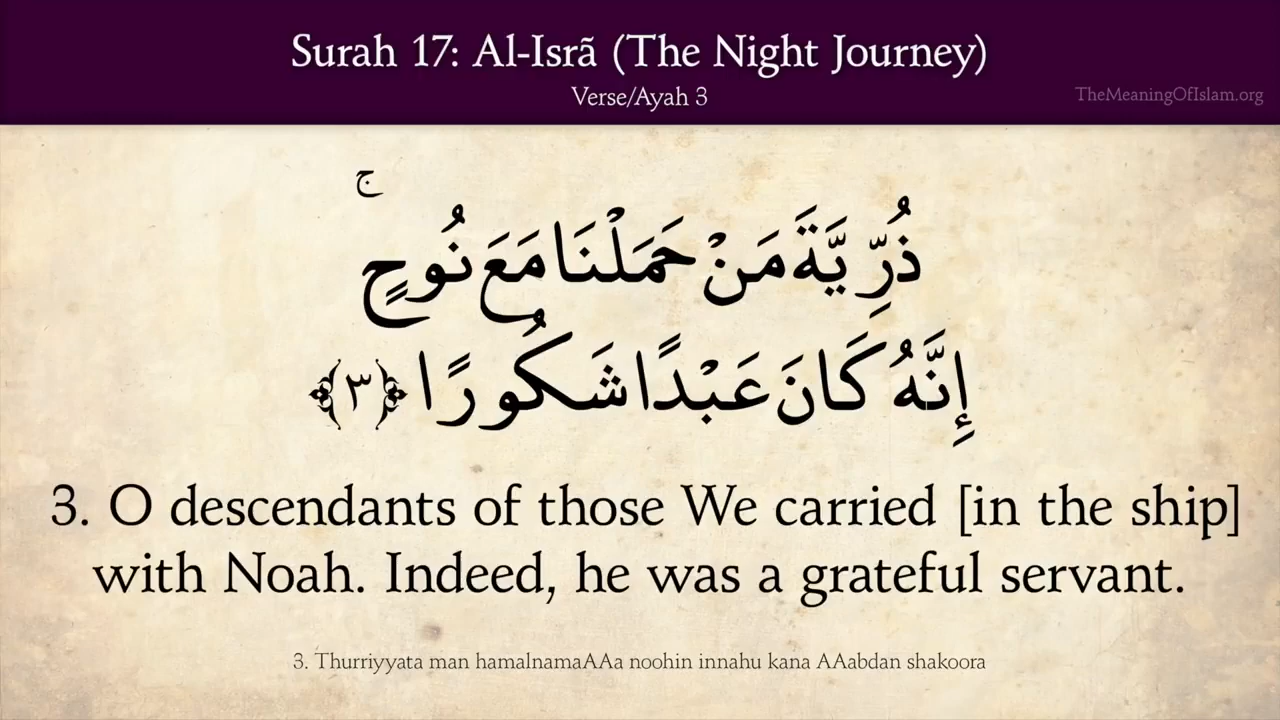 Surah 17: Al-Isrã (The Night Journey)
Verse/Ayah 3
TheMeaningOfIslam.org
ذُرِّيَّةَ مَنْ حَمَلْنَا مَعَ نُوحٍ ۚ
إِنَّهُ كَانَ عَبْدًا شَكُورًا ﴿٣﴾
3. O descendants of those We carried [in the ship]
with Noah. Indeed, he was a grateful servant.
3. Thurriyyata man hamalnamaAAa noohin innahu kana AAabdan shakoora